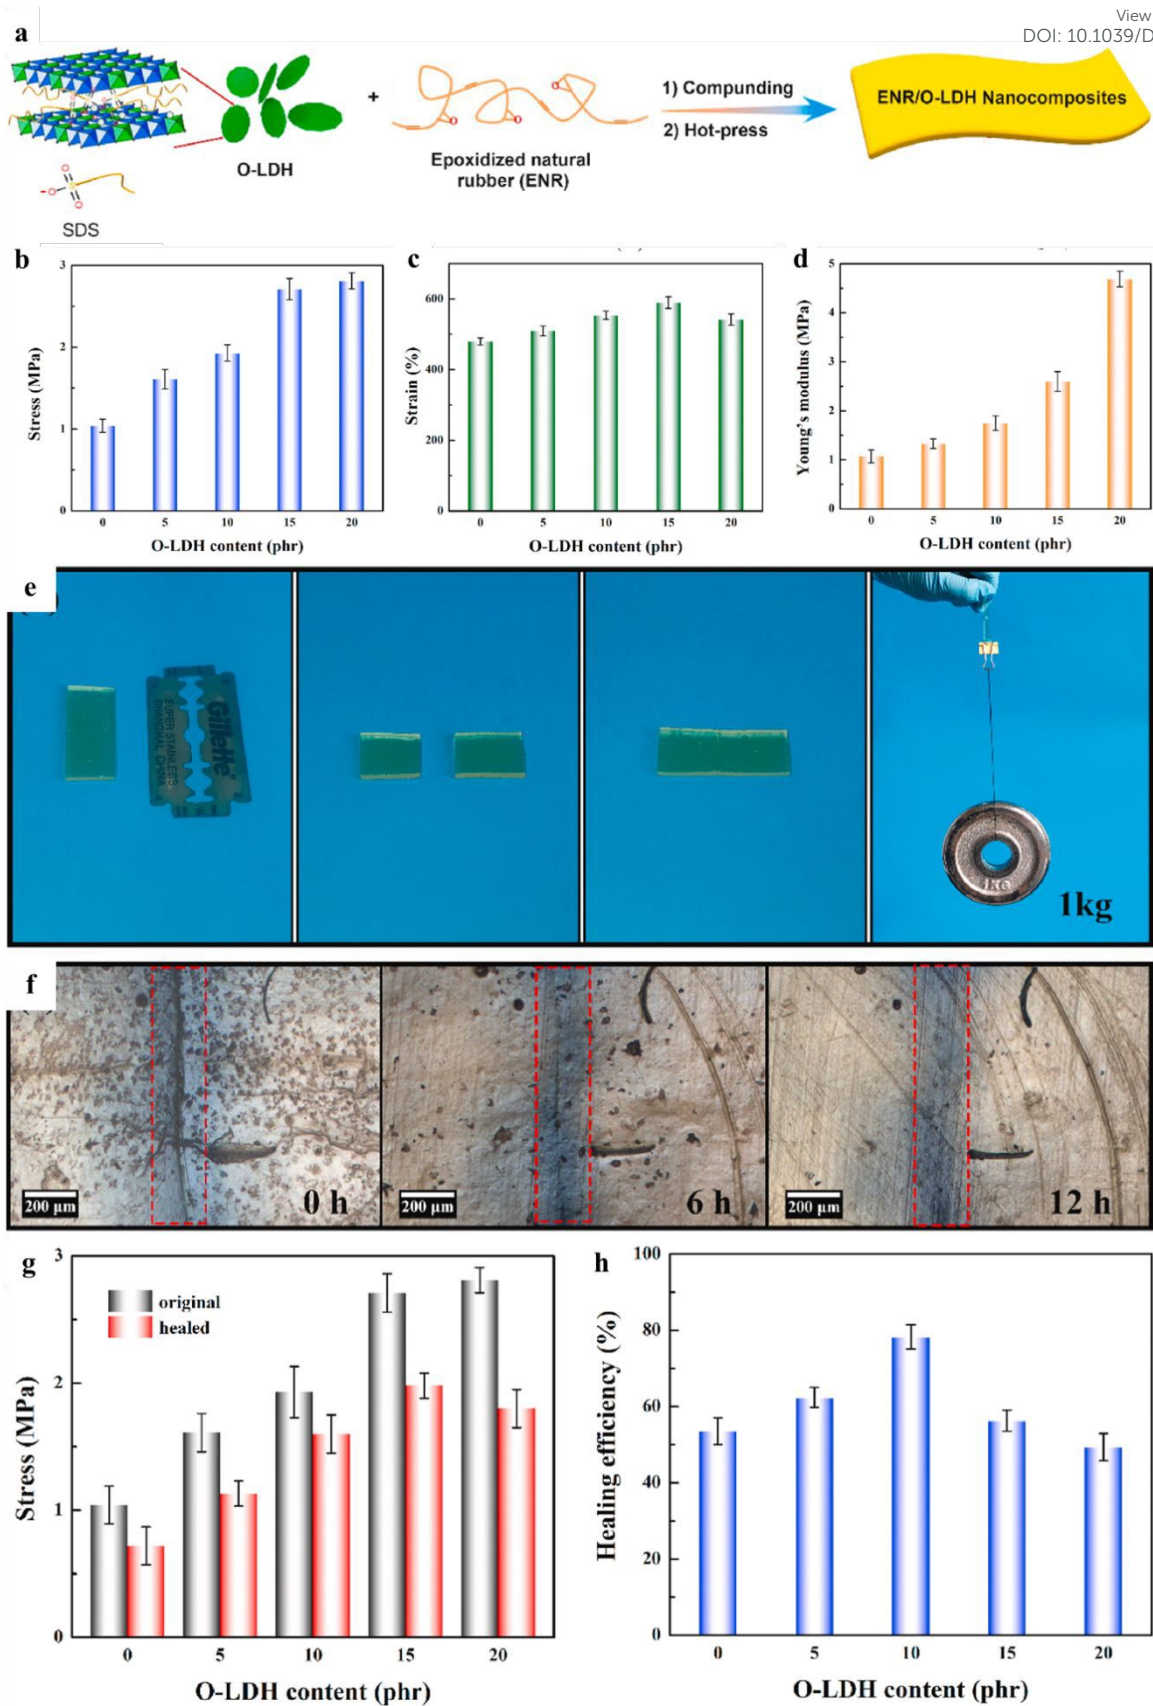 View
DOI: 10.1039/D
a
O-LDH
+
Epoxidized natural
rubber (ENR)
1) Compunding
2) Hot-press
ENR/O-LDH Nanocomposites
O
O
O
O
S
O
O
-O
SDS
b
Stress (MPa)
3
2
1
0
0 5 10 15 20
O-LDH content (phr)
c
Strain (%)
600
400
200
0
0 5 10 15 20
O-LDH content (phr)
d
Young's modulus (MPa)
5
4
3
2
1
0
0 5 10 15 20
O-LDH content (phr)
e
Gillette
SUPER STAINLESS
SHANGHAI, CHINA
1KG
1kg
f
200 μm
0 h
200 μm
6 h
200 μm
12 h
g
original
healed
Stress (MPa)
3
2
1
0
0 5 10 15 20
O-LDH content (phr)
h
Healing efficiency (%)
100
80
60
40
20
0
0 5 10 15 20
O-LDH content (phr)